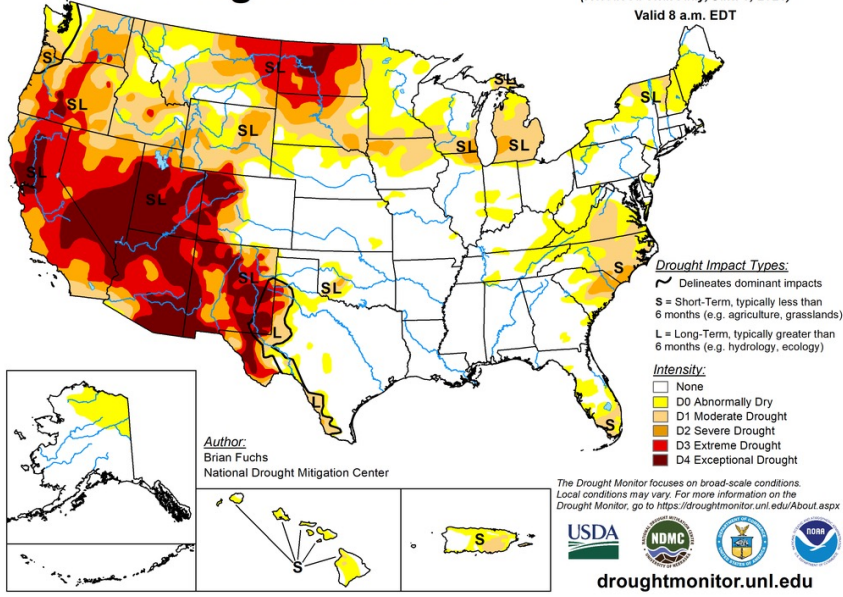 Valid 8 a.m. EDT
S
SL
SL
SL
SL
SL
SL
SL
SL
SL
SL
SL
S
L
L
S
Drought Impact Types:
Delineates dominant impacts
S = Short-Term, typically less than
6 months (e.g. agriculture, grasslands)
L = Long-Term, typically greater than
6 months (e.g. hydrology, ecology)
Intensity:
None
D0 Abnormally Dry
D1 Moderate Drought
D2 Severe Drought
D3 Extreme Drought
D4 Exceptional Drought
Author:
Brian Fuchs
National Drought Mitigation Center
S
S
The Drought Monitor focuses on broad-scale conditions.
Local conditions may vary. For more information on the
Drought Monitor, go to https://droughtmonitor.unl.edu/About.aspx
USDA
NDMC
NOAA
droughtmonitor.unl.edu